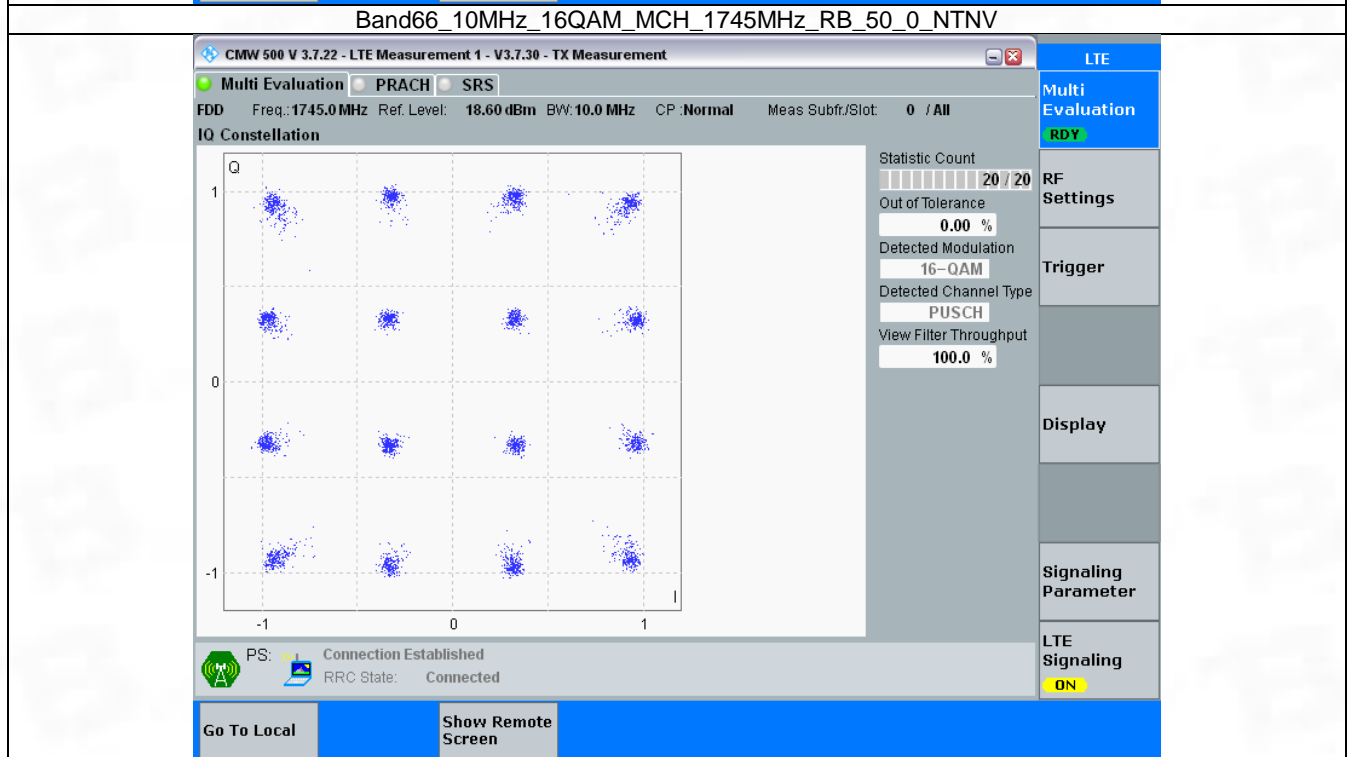 Band66_10MHz_16QAM_MCH_1745MHz_RB_50_0_NTNV
CMW 500 V 3.7.22 - LTE Measurement 1 - V3.7.30 - TX Measurement
LTE
Multi Evaluation PRACH SRS
FDD Freq.:1745.0 MHz Ref. Level: 18.60 dBm BW:10.0 MHz CP :Normal Meas Subfr./Slot: 0 / All
IQ Constellation
Q
1
0
-1
I
-1 0 1
Statistic Count
20 / 20
Out of Tolerance
0.00 %
Detected Modulation
16-QAM
Detected Channel Type
PUSCH
View Filter Throughput
100.0 %
Multi
Evaluation
RDY
RF
Settings
Trigger
Display
Signaling
Parameter
LTE
Signaling
ON
PS: Connection Established
RRC State: Connected
Go To Local
Show Remote
Screen